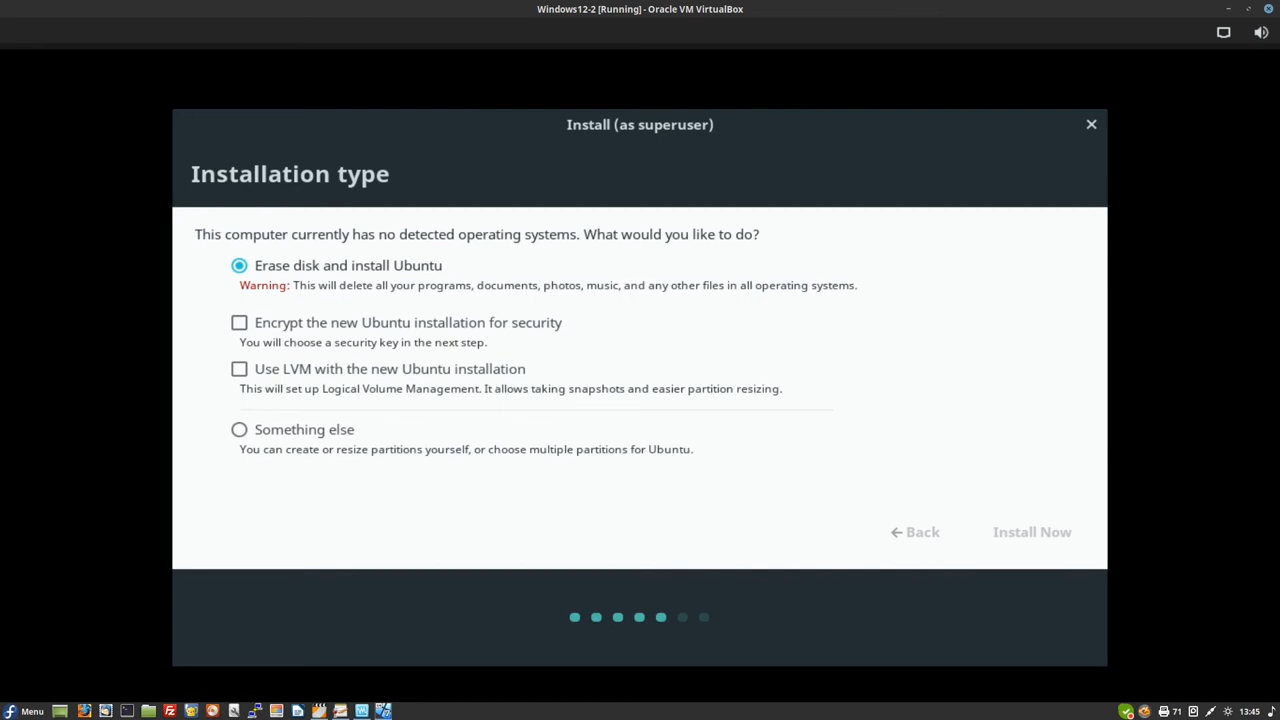 Windows12-2 [Running] - Oracle VM VirtualBox
Install (as superuser)
Installation type
This computer currently has no detected operating systems. What would you like to do?
Erase disk and install Ubuntu
Warning: This will delete all your programs, documents, photos, music, and any other files in all operating systems.
Encrypt the new Ubuntu installation for security
You will choose a security key in the next step.
Use LVM with the new Ubuntu installation
This will set up Logical Volume Management. It allows taking snapshots and easier partition resizing.
Something else
You can create or resize partitions yourself, or choose multiple partitions for Ubuntu.
Back Install Now
Menu 71 13:45